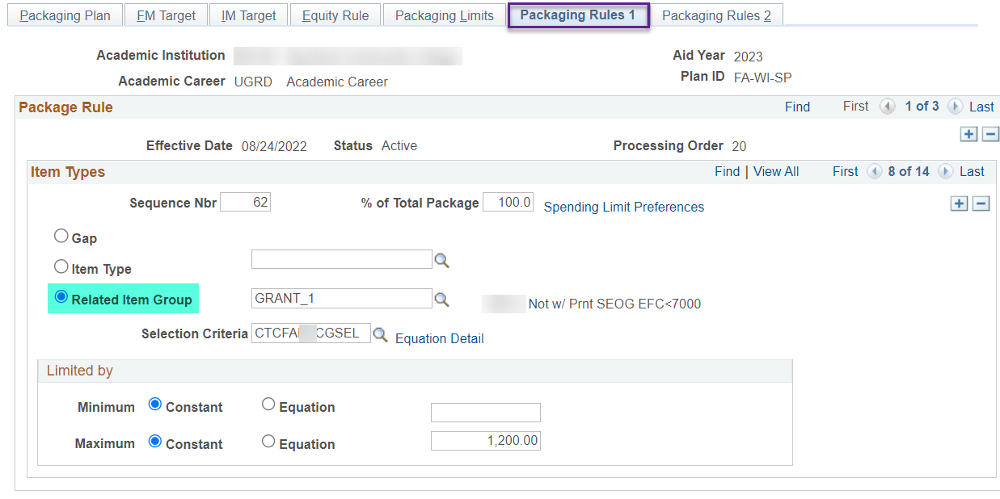 Packaging Plan FM Target IM Target Equity Rule Packaging Limits Packaging Rules 1 Packaging Rules 2
Academic Institution Aid Year 2023
Academic Career UGRD Academic Career Plan ID FA-WI-SP
Package Rule Find First 1 of 3 Last
Effective Date 08/24/2022 Status Active Processing Order 20
Item Types Find | View All First 8 of 14 Last
Sequence Nbr 62 % of Total Package 100.0 Spending Limit Preferences
Gap
Item Type
Related Item Group GRANT_1 Not w/ Prnt SEOG EFC<7000
Selection Criteria CTCFA CGSEL Equation Detail
Limited by
Minimum Constant Equation
Maximum Constant Equation 1,200.00